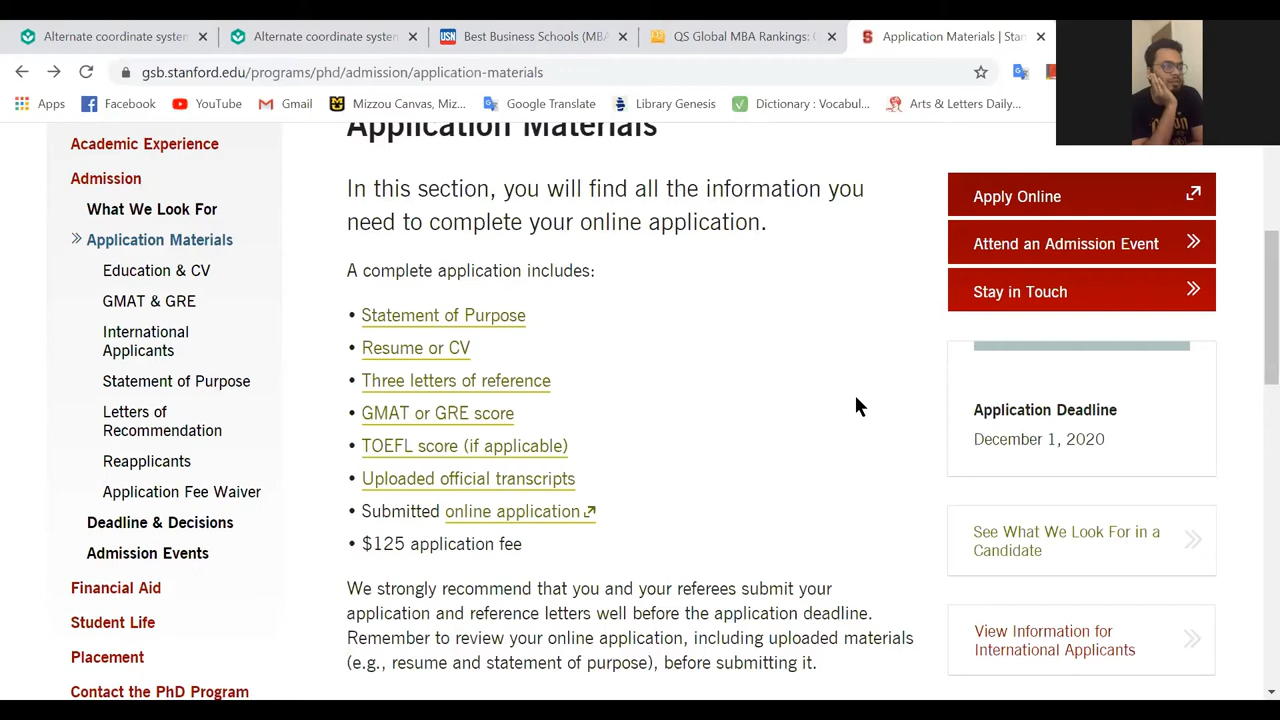 Alternate coordinate system
Alternate coordinate system
USN
Best Business Schools (MBA
QS Global MBA Rankings:
S
Application Materials | Stan
gsb.stanford.edu/programs/phd/admission/application-materials
Apps
Facebook
YouTube
Gmail
Mizzou Canvas, Miz...
Google Translate
Library Genesis
Dictionary : Vocabul...
Arts & Letters Daily...
Academic Experience
Admission
What We Look For
Application Materials
Education & CV
GMAT & GRE
International
Applicants
Statement of Purpose
Letters of
Recommendation
Reapplicants
Application Fee Waiver
Deadline & Decisions
Admission Events
Financial Aid
Student Life
Placement
Contact the PhD Program
Application Materials
In this section, you will find all the information you
need to complete your online application.
A complete application includes:
• Statement of Purpose
• Resume or CV
• Three letters of reference
• GMAT or GRE score
• TOEFL score (if applicable)
• Uploaded official transcripts
• Submitted online application
• $125 application fee
We strongly recommend that you and your referees submit your
application and reference letters well before the application deadline.
Remember to review your online application, including uploaded materials
(e.g., resume and statement of purpose), before submitting it.
Apply Online
Attend an Admission Event
Stay in Touch
Application Deadline
December 1, 2020
See What We Look For in a
Candidate
View Information for
International Applicants